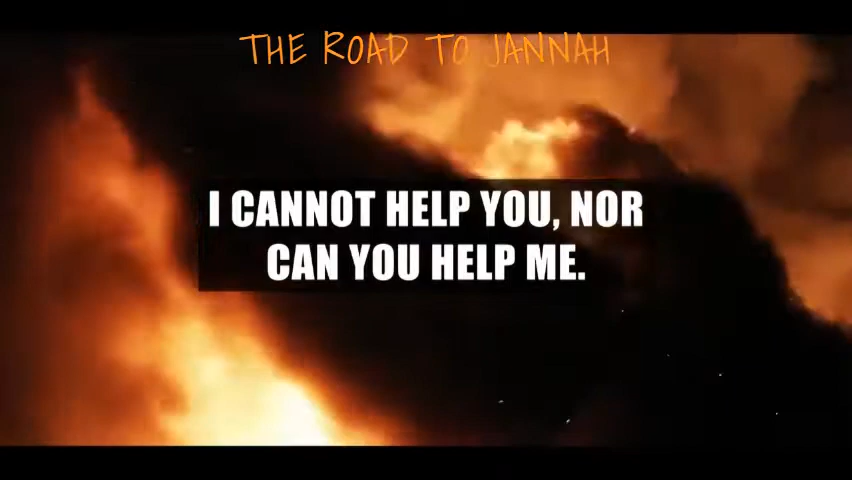 THE ROAD TO JANNAH
I CANNOT HELP YOU, NOR
CAN YOU HELP ME.